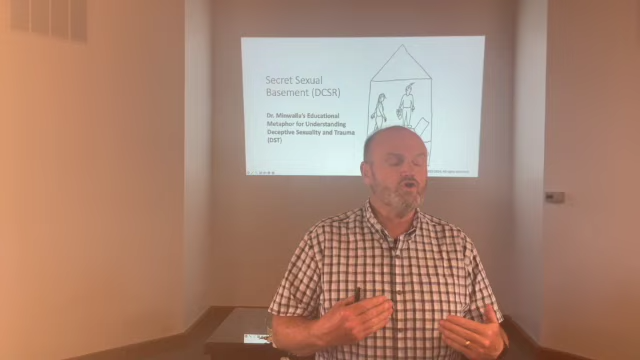 Secret Sexual
Basement (DCSR)
Dr. Minwalla's Educational
Metaphor for Understanding
Deceptive Sexuality and Trauma
(DST)